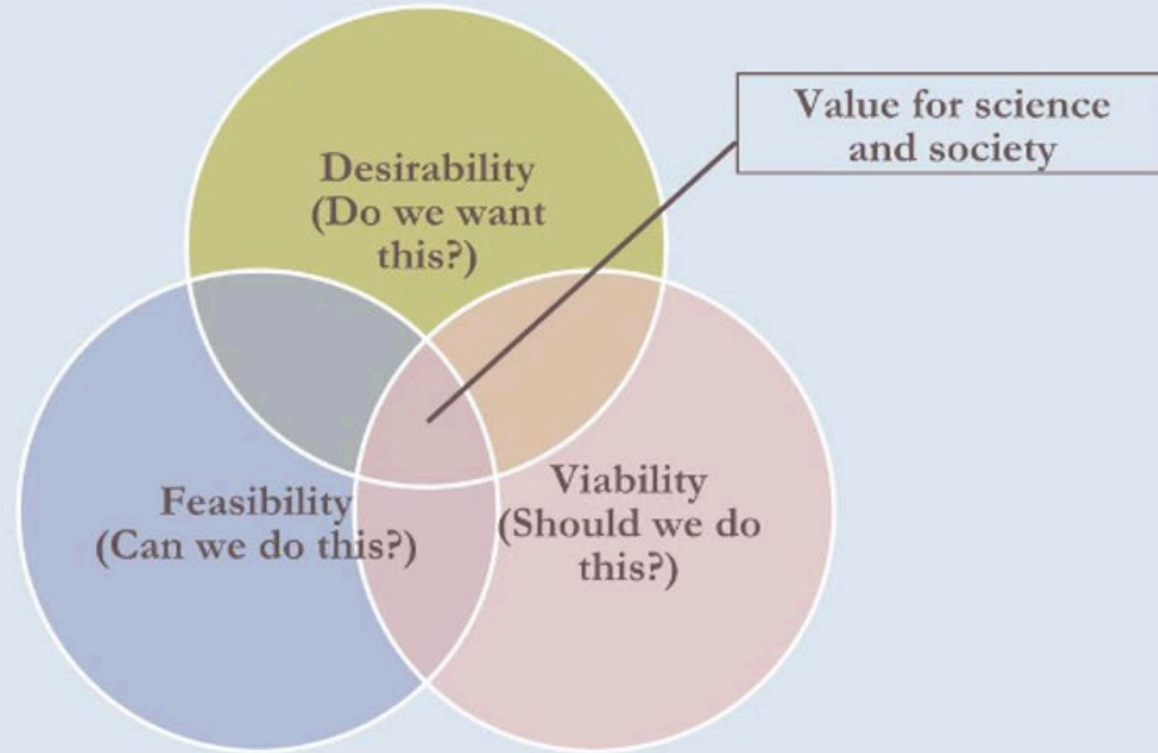 Value for science
and society
Desirability
(Do we want
this?)
Feasibility
(Can we do this?)
Viability
(Should we do
this?)